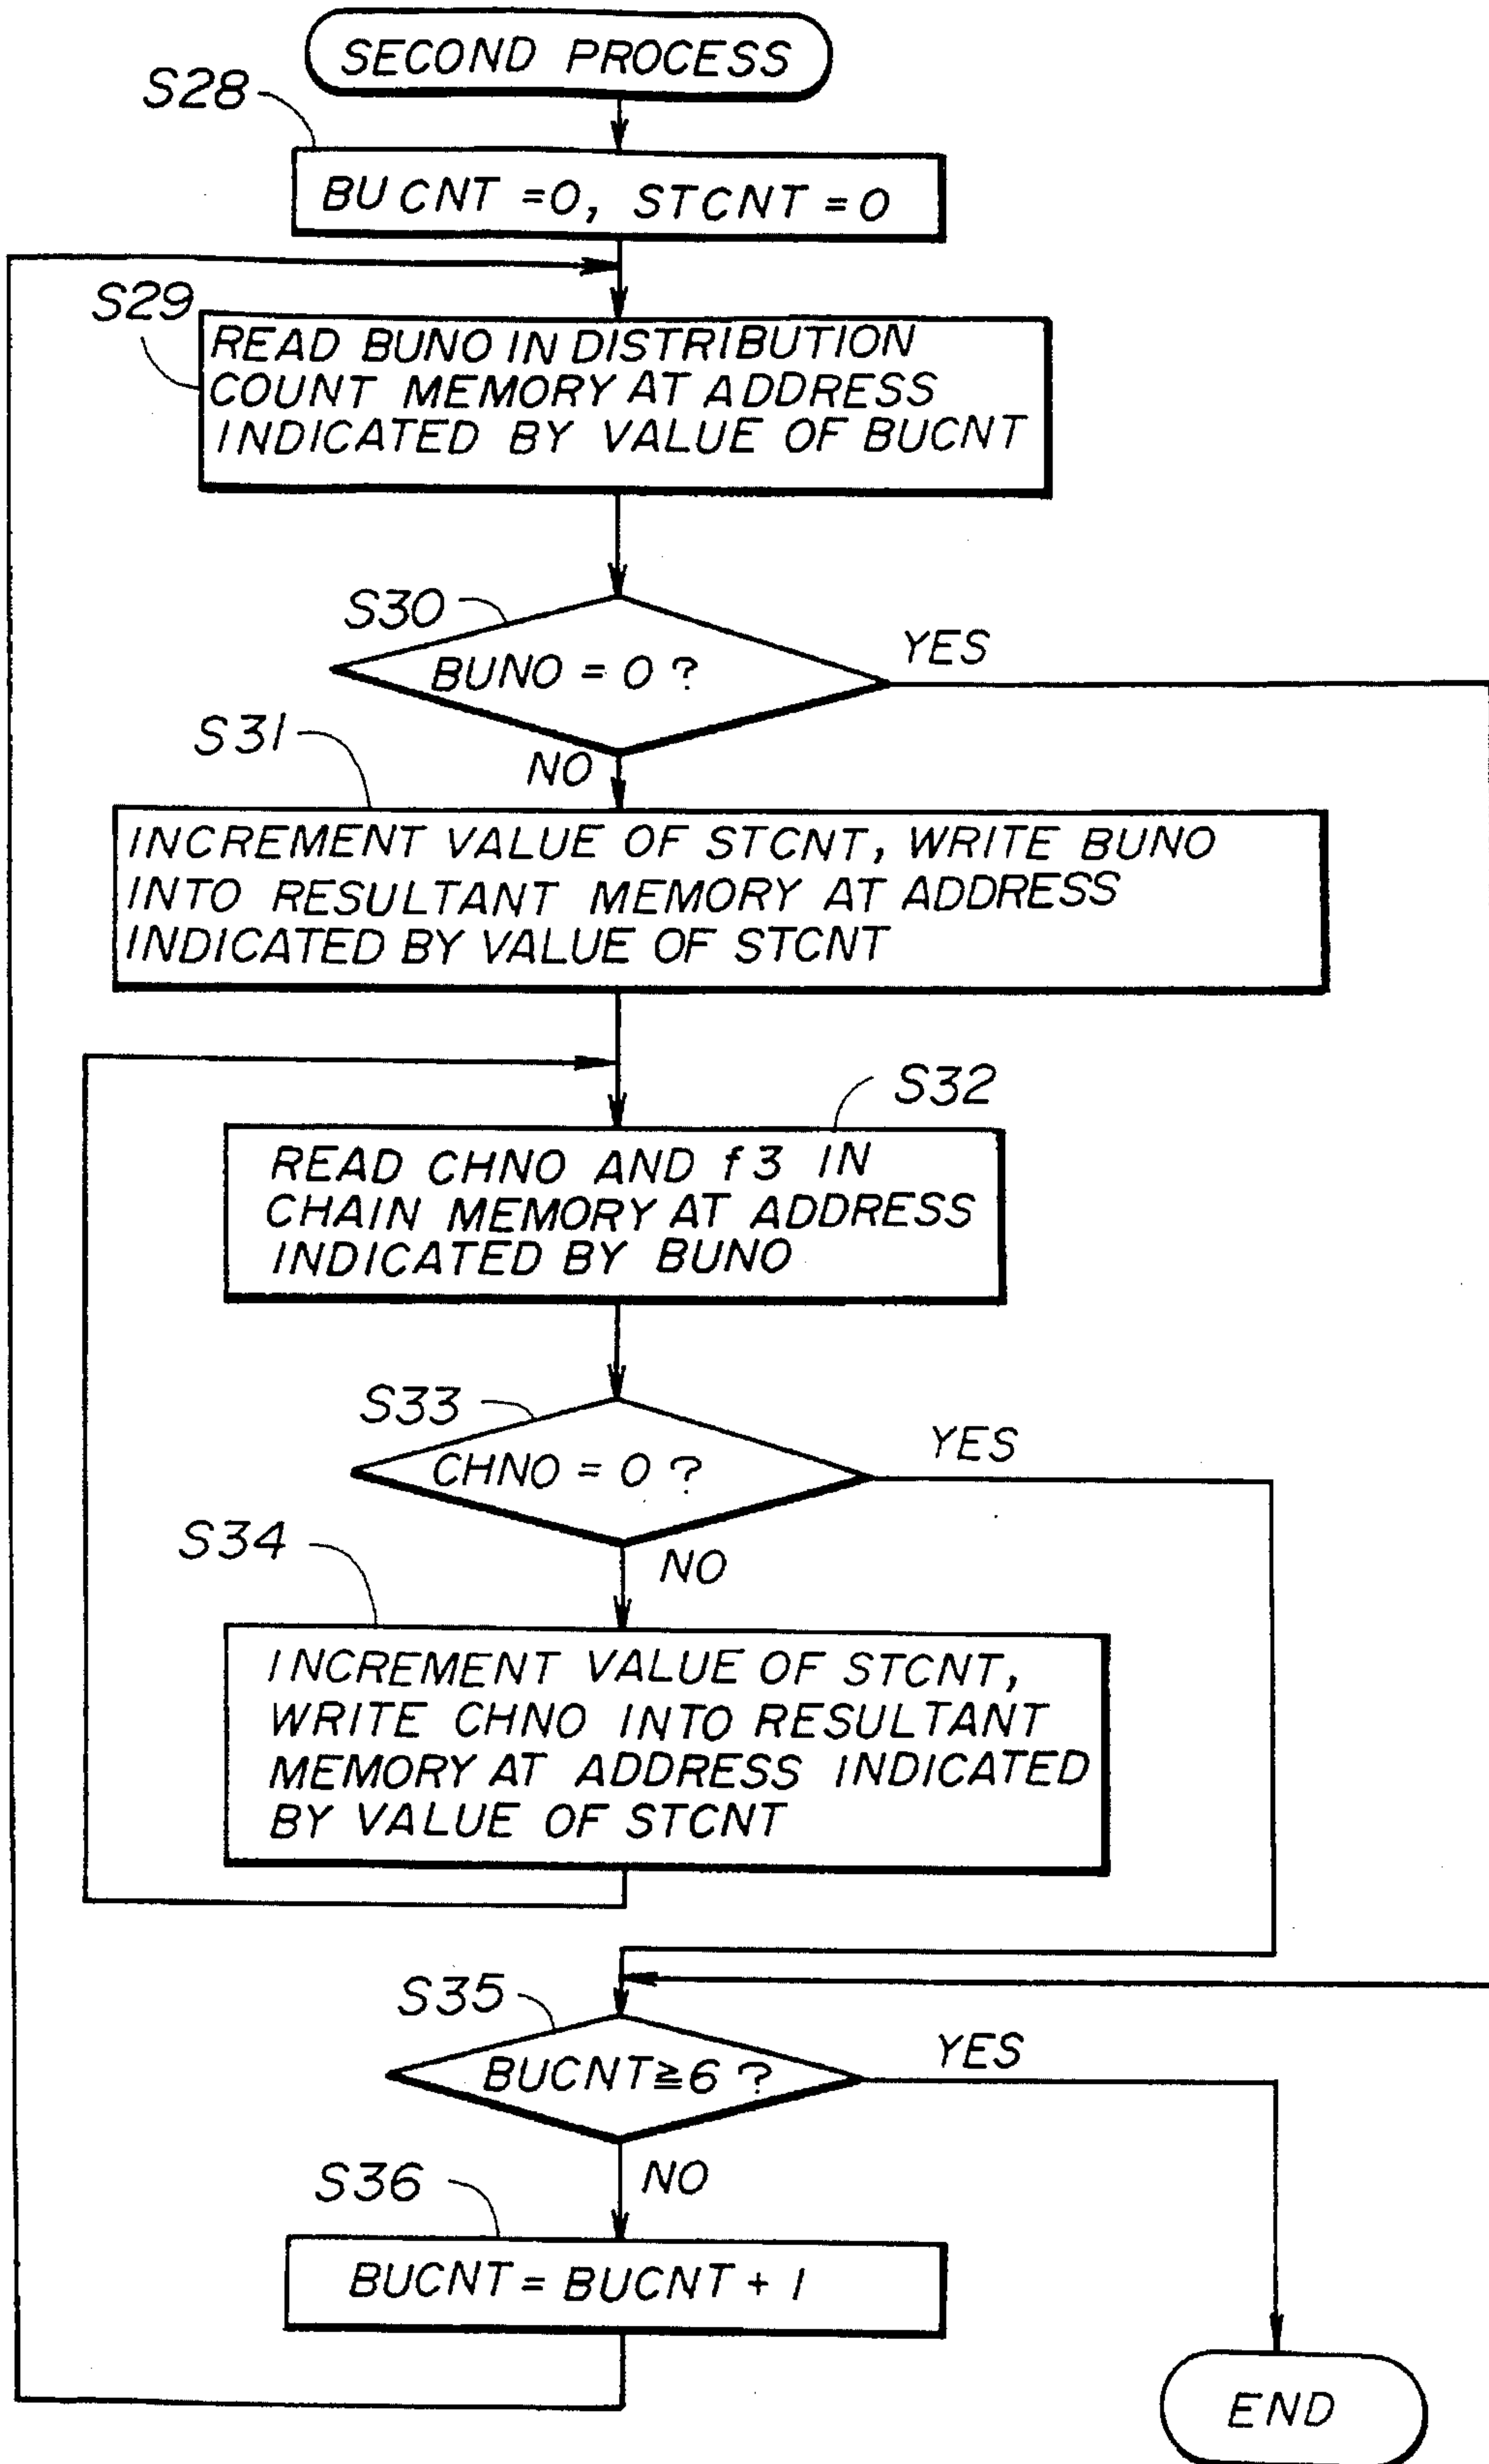 SECOND PROCESS
S28
BUCNT =0, STCNT =0
S29
READ BUNO IN DISTRIBUTION
COUNT MEMORY AT ADDRESS
INDICATED BY VALUE OF BUCNT
S30
BUNO = 0 ?
YES
NO
S31
INCREMENT VALUE OF STCNT, WRITE BUNO
INTO RESULTANT MEMORY AT ADDRESS
INDICATED BY VALUE OF STCNT
S32
READ CHNO AND f3 IN
CHAIN MEMORY AT ADDRESS
INDICATED BY BUNO
S33
CHNO = 0 ?
YES
NO
S34
INCREMENT VALUE OF STCNT,
WRITE CHNO INTO RESULTANT
MEMORY AT ADDRESS INDICATED
BY VALUE OF STCNT
S35
BUCNT≧6 ?
YES
NO
S36
BUCNT = BUCNT + 1
END